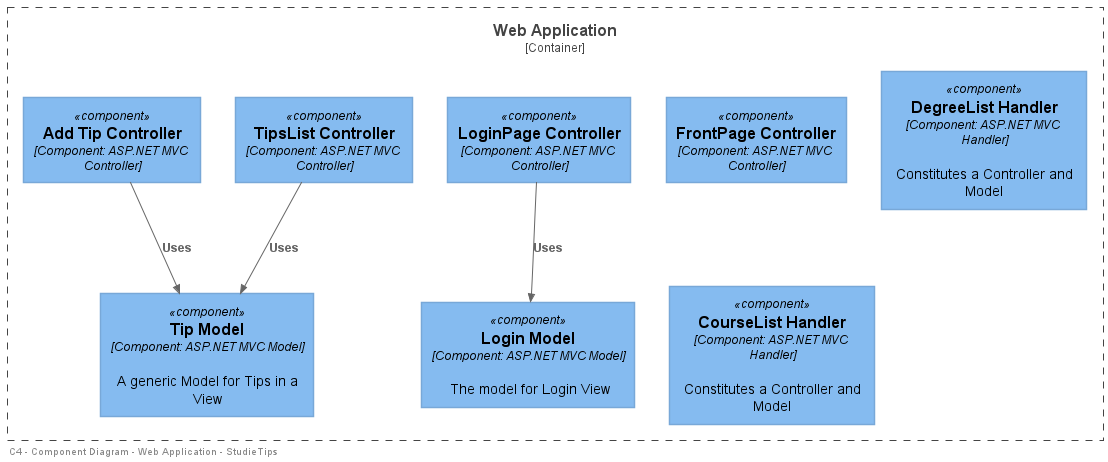 Web Application
[Container]
«component»
Add Tip Controller
[Component: ASP.NET MVC
Controller]
«component»
TipsList Controller
[Component: ASP.NET MVC
Controller]
«component»
LoginPage Controller
[Component: ASP.NET MVC
Controller]
«component»
FrontPage Controller
[Component: ASP.NET MVC
Controller]
«component»
DegreeList Handler
[Component: ASP.NET MVC
Handler]
Constitutes a Controller and
Model
Uses
Uses
Uses
«component»
Tip Model
[Component: ASP.NET MVC Model]
A generic Model for Tips in a
View
«component»
Login Model
[Component: ASP.NET MVC Model]
The model for Login View
«component»
CourseList Handler
[Component: ASP.NET MVC
Handler]
Constitutes a Controller and
Model
C4 - Component Diagram - Web Application - StudieTips